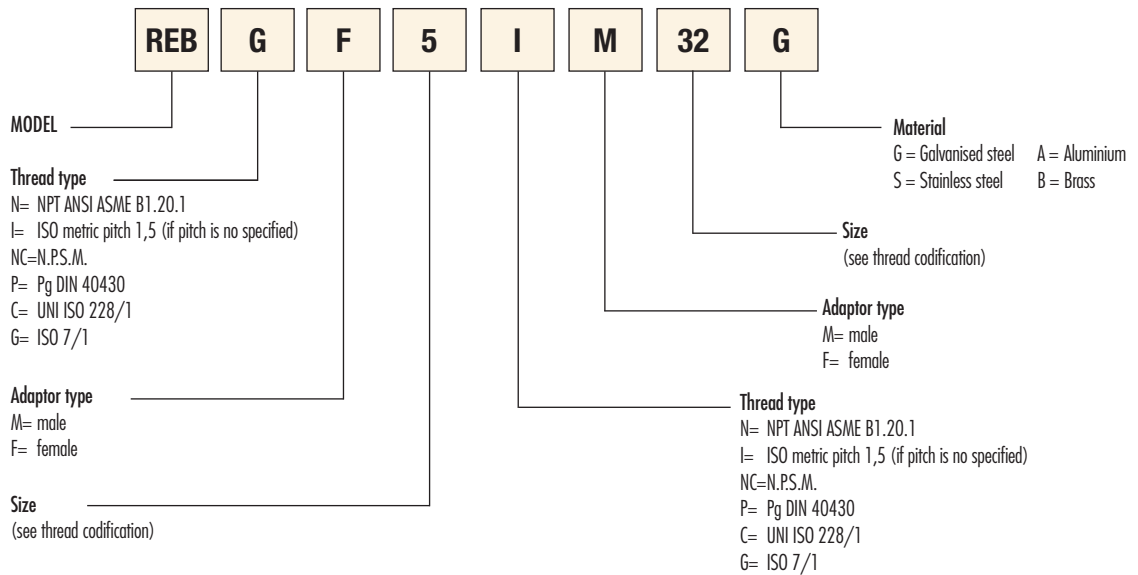 REB G F 5 I M 32 G
MODEL
Thread type
N= NPT ANSI ASME B1.20.1
I= ISO metric pitch 1,5 (if pitch is no specified)
NC=N.P.S.M.
P= Pg DIN 40430
C= UNI ISO 228/1
G= ISO 7/1
Adaptor type
M= male
F= female
Size
(see thread codification)
Material
G = Galvanised steel A = Aluminium
S = Stainless steel B = Brass
Size
(see thread codification)
Adaptor type
M= male
F= female
Thread type
N= NPT ANSI ASME B1.20.1
I= ISO metric pitch 1,5 (if pitch is no specified)
NC=N.P.S.M.
P= Pg DIN 40430
C= UNI ISO 228/1
G= ISO 7/1